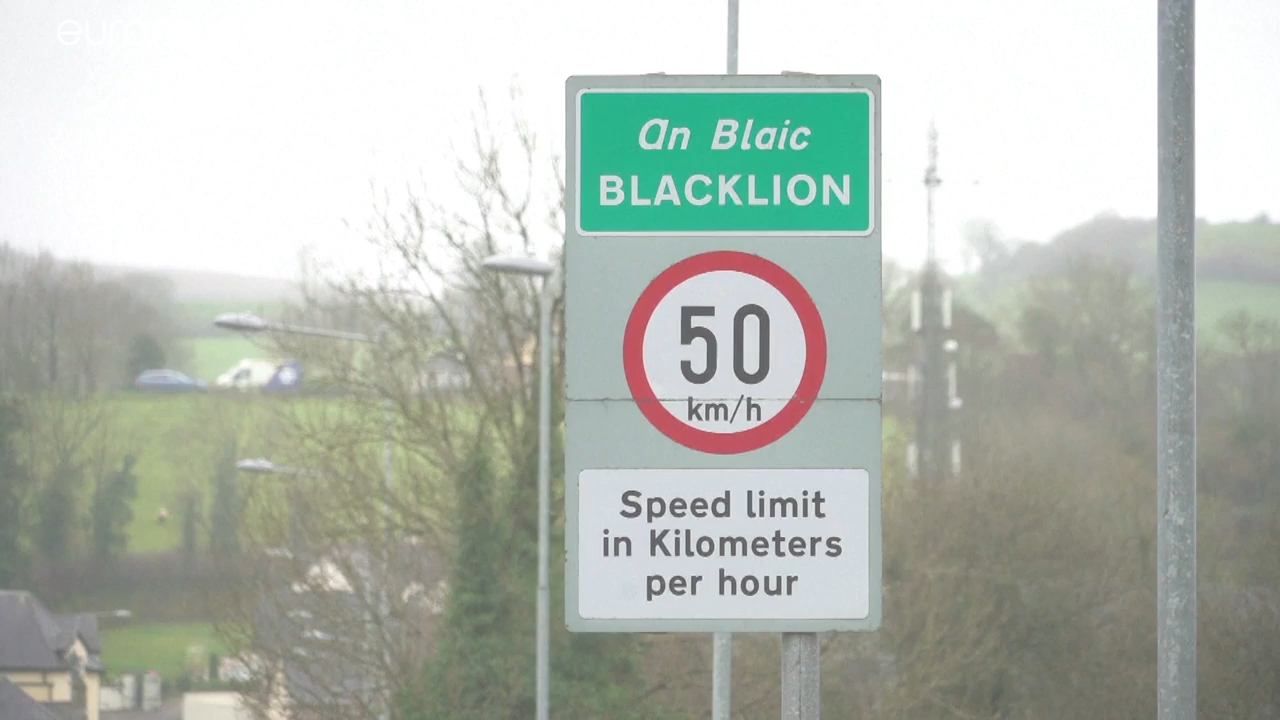 An Blaic
BLACKLION
50
km/h
Speed limit
in Kilometers
per hour